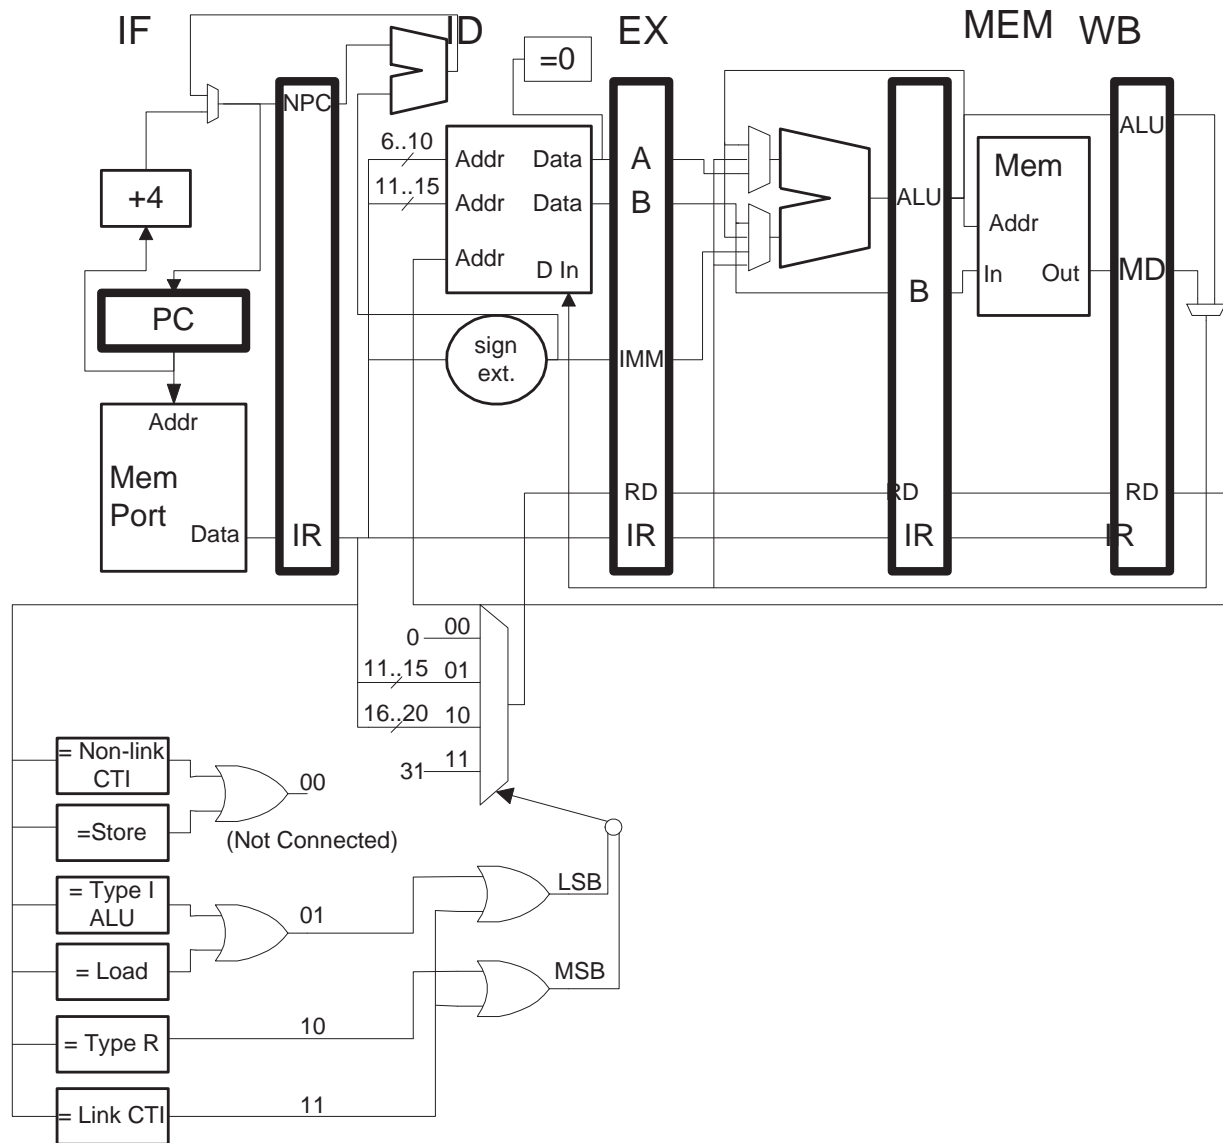 IF
ID
EX
MEM
WB
=0
NPC
+4
PC
Addr
Mem
Port
Data
IR
6..10
11..15
Addr
Data
Addr
Data
Addr
D In
sign
ext.
A
B
IMM
RD
IR
ALU
B
RD
IR
Mem
Addr
In
Out
ALU
MD
RD
IR
0
00
11..15
01
16..20
10
31
11
= Non-link
CTI
=Store
00
(Not Connected)
= Type I
ALU
= Load
01
LSB
MSB
= Type R
10
= Link CTI
11